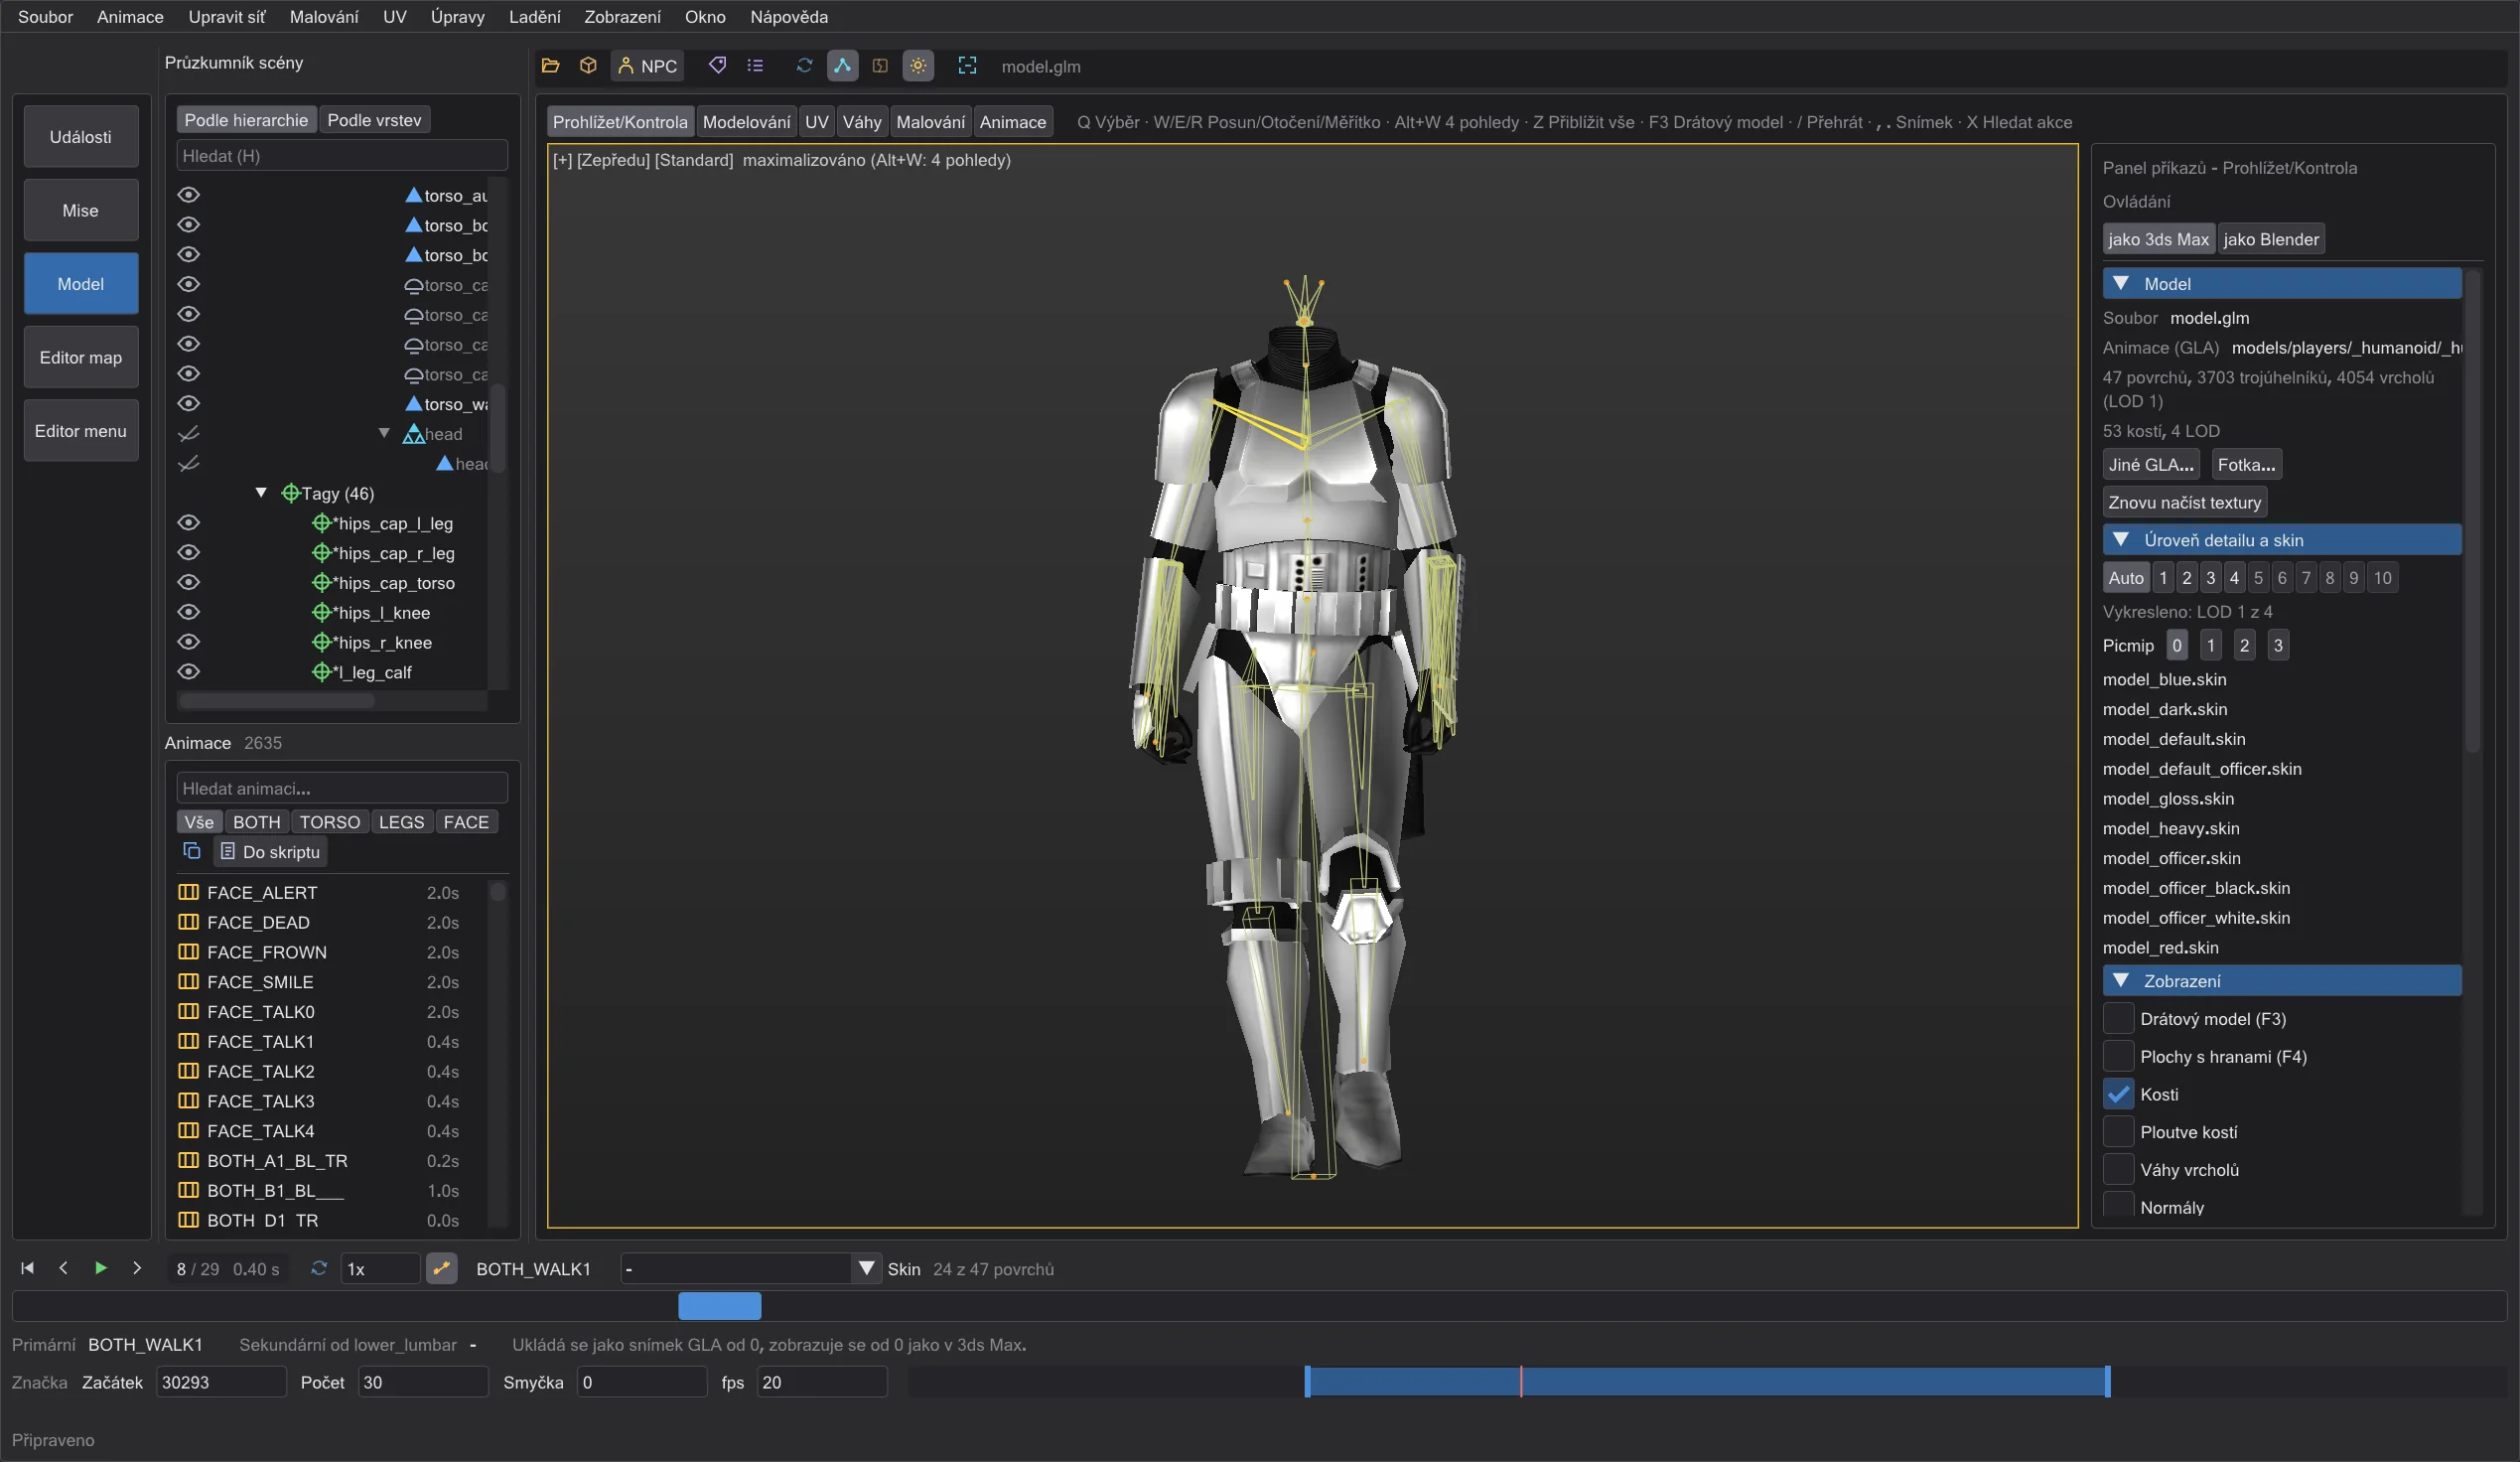 Soubor Animace Upravit síť Malování UV Úpravy Ladění Zobrazení Okno Nápověda
Průzkumník scény
NPC model.glm
Události
Mise
Model
Editor map
Editor menu
Podle hierarchie Podle vrstev
Hledat (H)
torso_au
torso_bo
torso_bo
torso_ca
torso_ca
torso_ca
torso_ca
torso_wa
head
head
Tagy (46)
*hips_cap_l_leg
*hips_cap_r_leg
*hips_cap_torso
*hips_l_knee
*hips_r_knee
*l_leg_calf
Animace 2635
Hledat animaci...
Vše BOTH TORSO LEGS FACE
Do skriptu
FACE_ALERT 2.0s
FACE_DEAD 2.0s
FACE_FROWN 2.0s
FACE_SMILE 2.0s
FACE_TALK0 2.0s
FACE_TALK1 0.4s
FACE_TALK2 0.4s
FACE_TALK3 0.4s
FACE_TALK4 0.4s
BOTH_A1_BL_TR 0.2s
BOTH_B1_BL___ 1.0s
BOTH_D1_TR 0.0s
Prohlížet/Kontrola Modelování UV Váhy Malování Animace Q Výběr · W/E/R Posun/Otočení/Měřítko · Alt+W 4 pohledy · Z Přiblížit vše · F3 Drátový model · / Přehrát · , . Snímek · X Hledat akce
[+] [Zepředu] [Standard] maximalizováno (Alt+W: 4 pohledy)
Panel příkazů - Prohlížet/Kontrola
Ovládání
jako 3ds Max jako Blender
Model
Soubor model.glm
Animace (GLA) models/players/_humanoid/_hu
47 povrchů, 3703 trojúhelníků, 4054 vrcholů
(LOD 1)
53 kostí, 4 LOD
Jiné GLA... Fotka...
Znovu načíst textury
Úroveň detailu a skin
Auto 1 2 3 4 5 6 7 8 9 10
Vykresleno: LOD 1 z 4
Picmip 0 1 2 3
model_blue.skin
model_dark.skin
model_default.skin
model_default_officer.skin
model_gloss.skin
model_heavy.skin
model_officer.skin
model_officer_black.skin
model_officer_white.skin
model_red.skin
Zobrazení
Drátový model (F3)
Plochy s hranami (F4)
Kosti
Ploutve kostí
Váhy vrcholů
Normály
8 / 29 0.40 s 1x BOTH_WALK1 - Skin 24 z 47 povrchů
Primární BOTH_WALK1 Sekundární od lower_lumbar - Ukládá se jako snímek GLA od 0, zobrazuje se od 0 jako v 3ds Max.
Značka Začátek 30293 Počet 30 Smyčka 0 fps 20
Připraveno